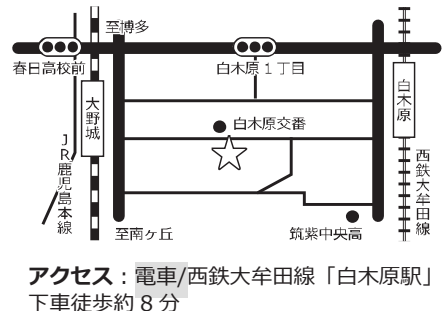 至博多
春日高校前
白木原1丁目
大野城
白木原
白木原交番
JR鹿児島本線
西鉄大牟田線
至南ヶ丘
筑紫中央高
アクセス：電車/西鉄大牟田線「白木原駅」
下車徒歩約8分